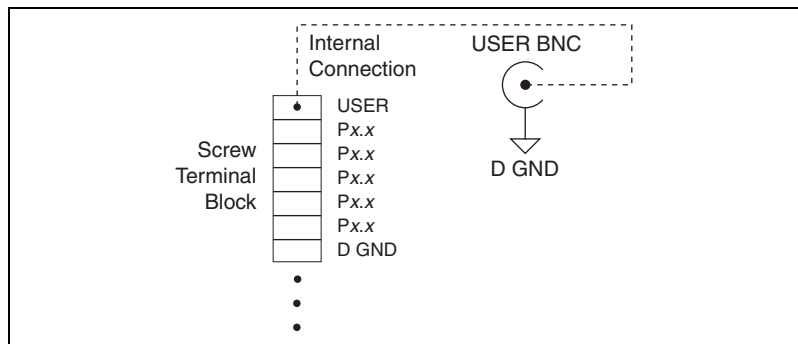 Internal
Connection
USER BNC
D GND
Screw
Terminal
Block
USER
Px.x
Px.x
Px.x
Px.x
Px.x
D GND